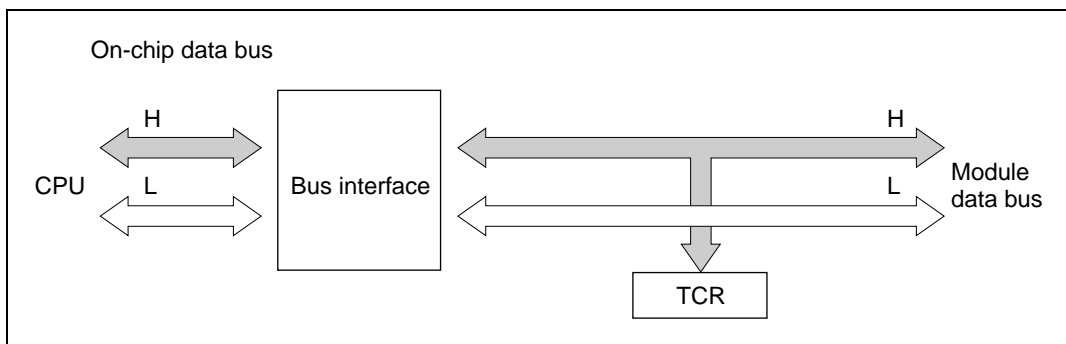 On-chip data bus
H
H
CPU
L
Bus interface
L
Module
data bus
TCR